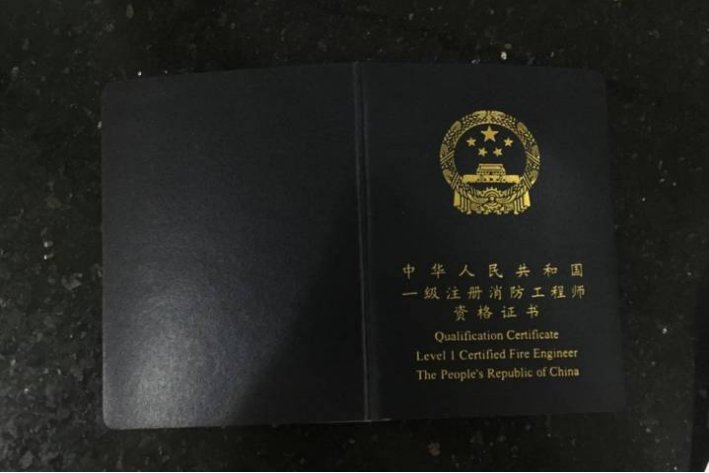 中华人民共和国
一级注册消防工程师
资格证书
Qualification Certificate
Level 1 Certified Fire Engineer
The People's Republic of China